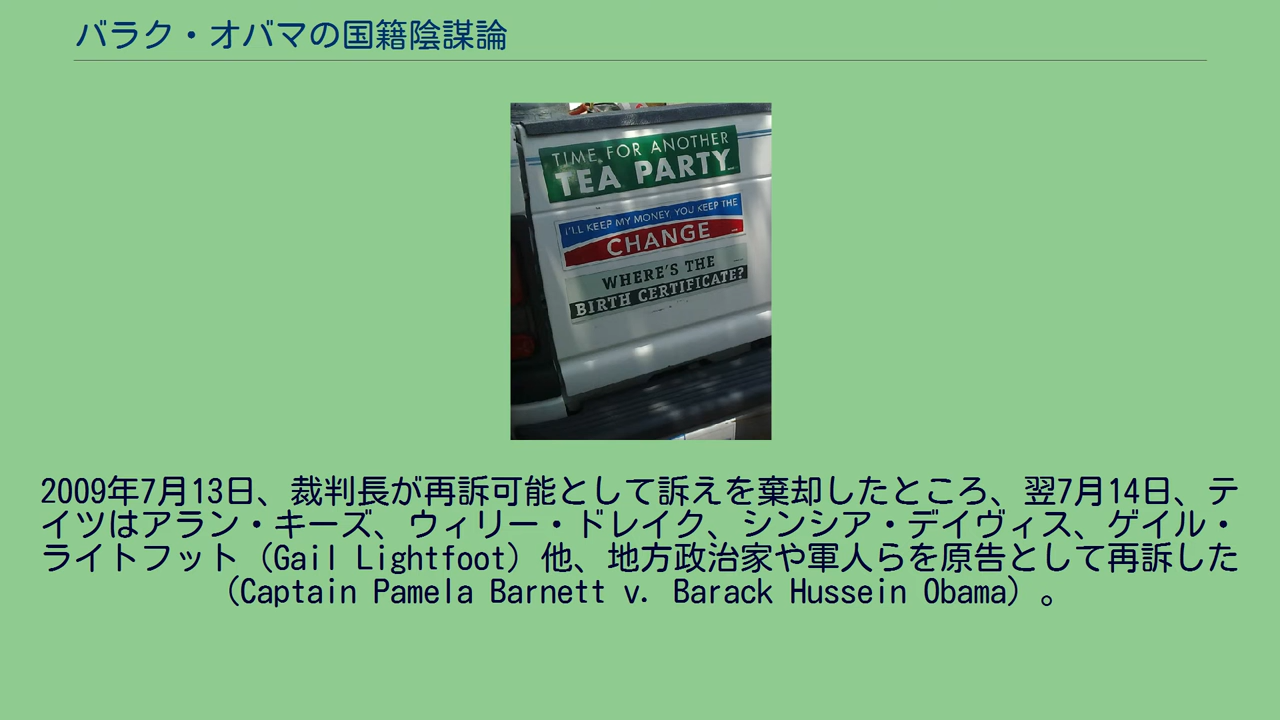 バラク・オバマの国籍陰謀論
TIME FOR ANOTHER
TEA PARTY
I'LL KEEP MY MONEY, YOU KEEP THE
CHANGE
WHERE'S THE
BIRTH CERTIFICATE?
2009年7月13日、裁判長が再訴可能として訴えを棄却したところ、翌7月14日、テ
イツはアラン・キーズ、ウィリー・ドレイク、シンシア・デイヴィス、ゲイル・
ライトフット（Gail Lightfoot）他、地方政治家や軍人らを原告として再訴した
（Captain Pamela Barnett v. Barack Hussein Obama）。